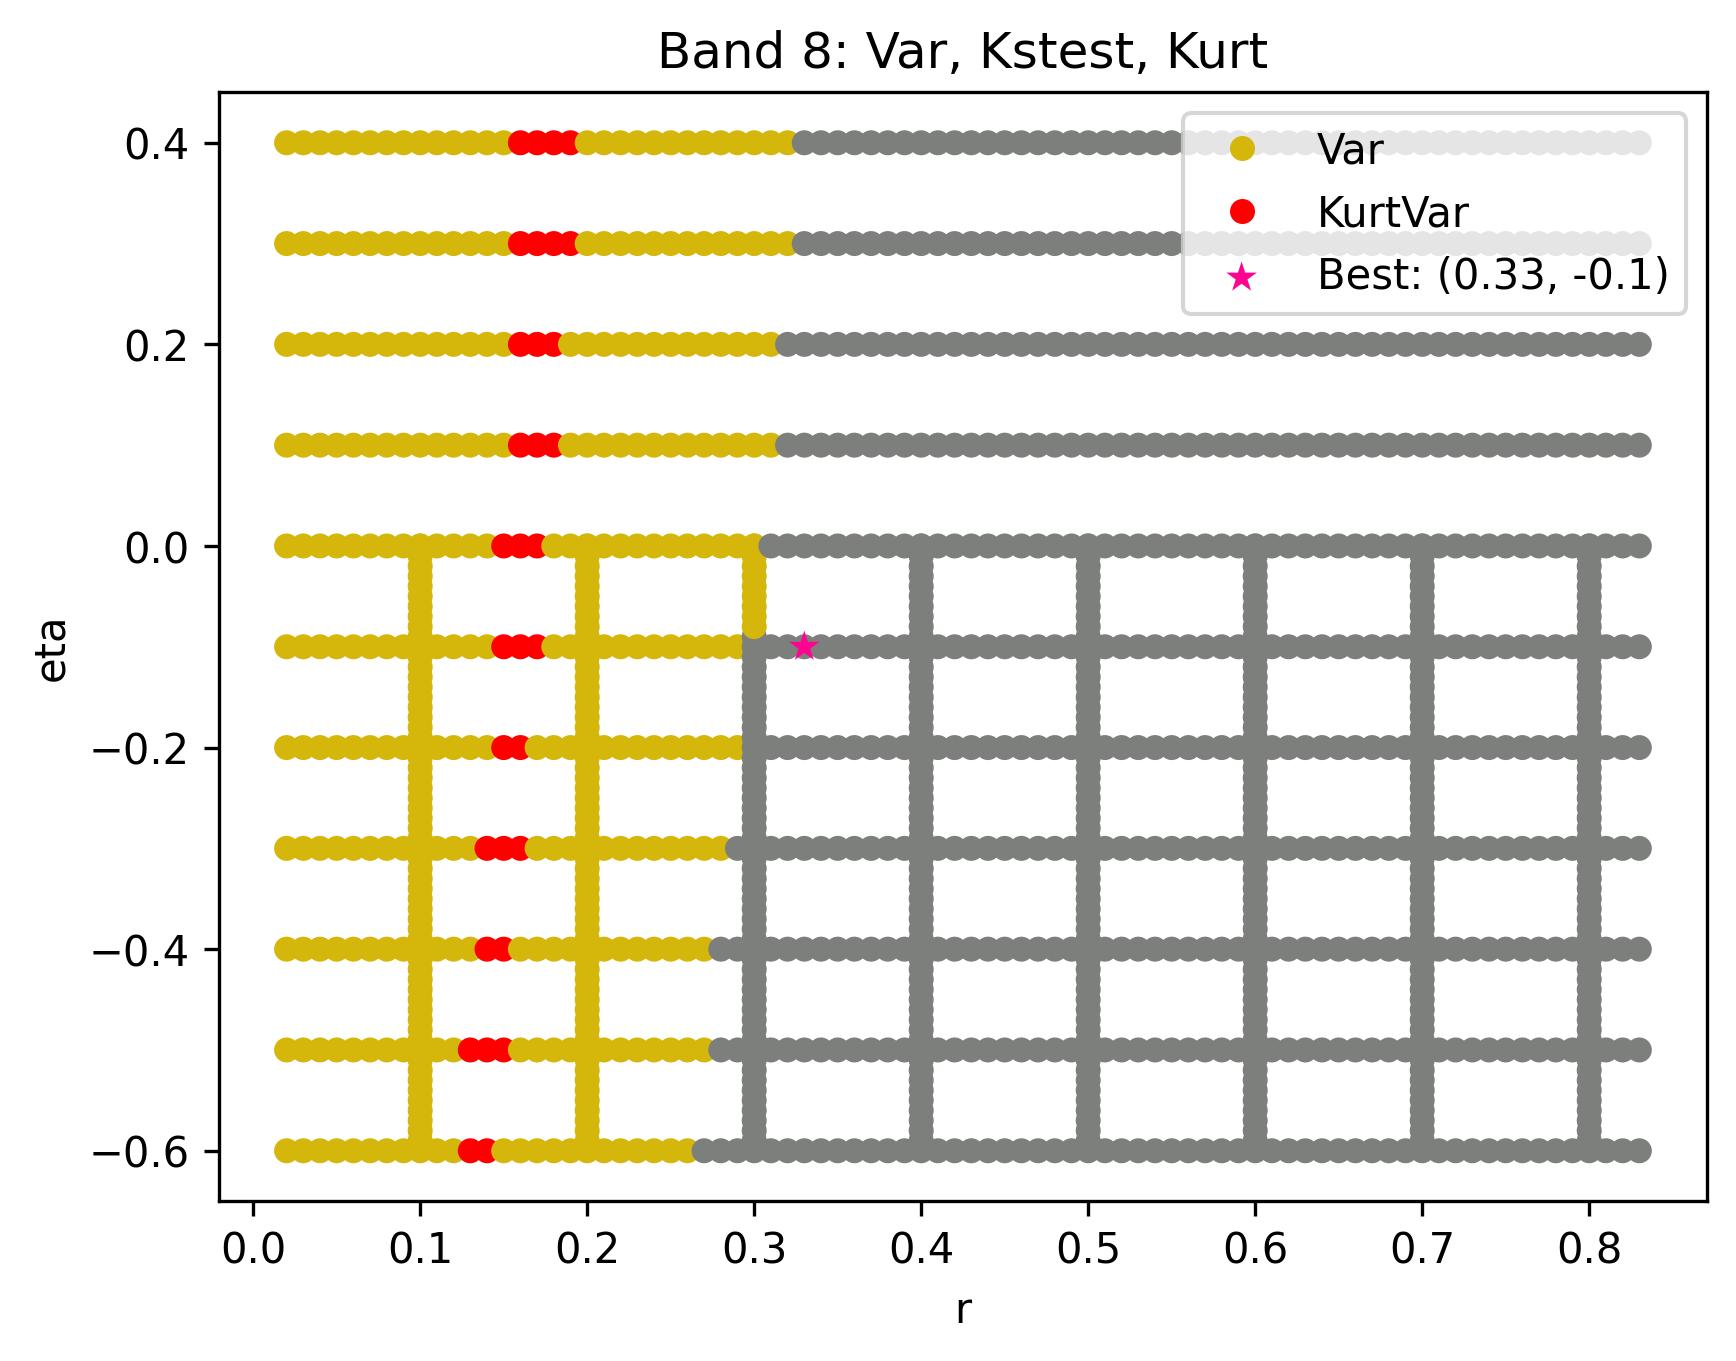 Band 8: Var, Kstest, Kurt
Var
KurtVar
Best: (0.33, -0.1)
0.4
0.2
0.0
−0.2
−0.4
−0.6
eta
0.0 0.1 0.2 0.3 0.4 0.5 0.6 0.7 0.8
r